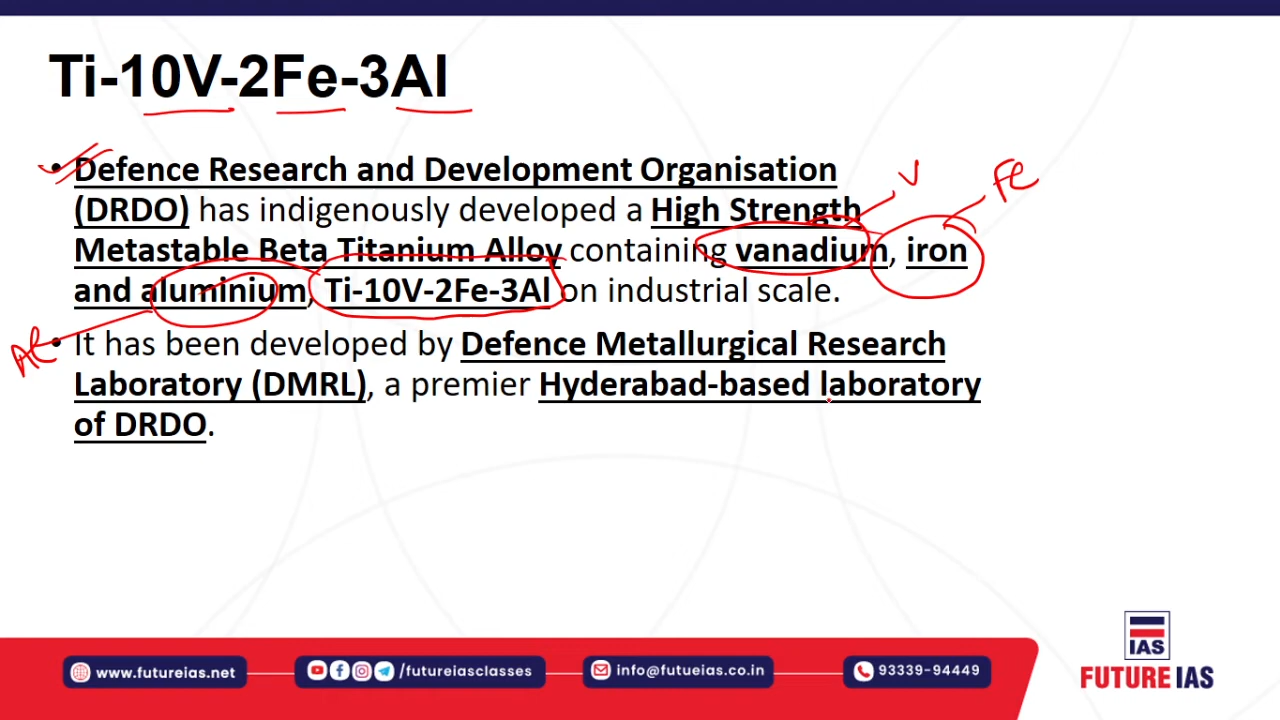 Ti-10V-2Fe-3Al
• Defence Research and Development Organisation
V
Fe
(DRDO) has indigenously developed a High Strength
Metastable Beta Titanium Alloy containing vanadium, iron
and aluminium, Ti-10V-2Fe-3Al on industrial scale.
Al
• It has been developed by Defence Metallurgical Research
Laboratory (DMRL), a premier Hyderabad-based laboratory
of DRDO.
IAS
FUTURE IAS
www.futureias.net
/futureiasclasses
info@futueias.co.in
93339-94449